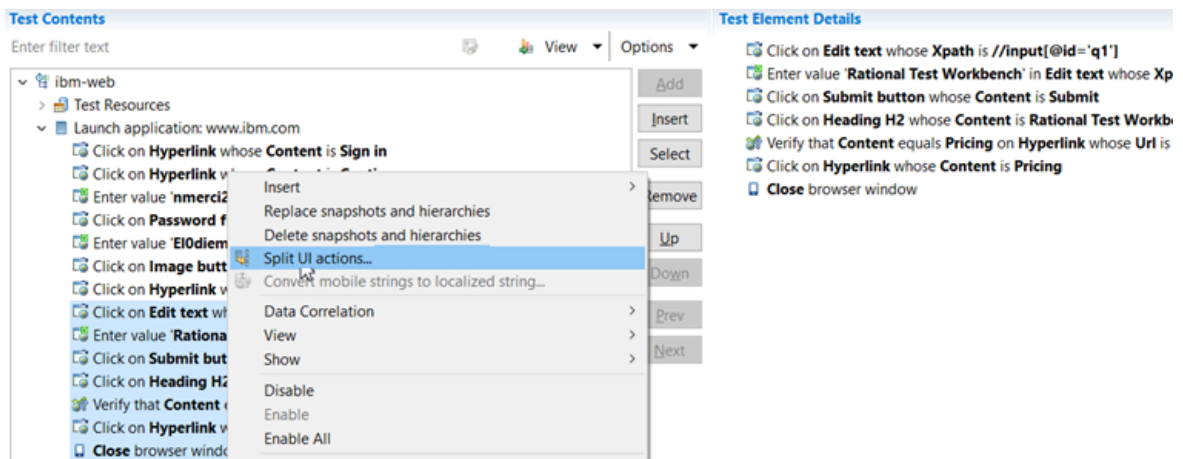 Test Contents
Enter filter text
View
Options
ibm-web
Test Resources
Launch application: www.ibm.com
Click on Hyperlink whose Content is Sign in
Click on Hyperlink
Enter value 'nmerci2
Click on Password f
Enter value 'El0diem
Click on Image butt
Click on Hyperlink w
Click on Edit text wh
Enter value 'Rationa
Click on Submit but
Click on Heading H2
Verify that Content e
Click on Hyperlink w
Close browser windo
Insert
Replace snapshots and hierarchies
Delete snapshots and hierarchies
Split UI actions...
Convert mobile strings to localized string...
Data Correlation
View
Show
Disable
Enable
Enable All
Add
Insert
Select
Remove
Up
Down
Prev
Next
Test Element Details
Click on Edit text whose Xpath is //input[@id='q1']
Enter value 'Rational Test Workbench' in Edit text whose Xp
Click on Submit button whose Content is Submit
Click on Heading H2 whose Content is Rational Test Workb
Verify that Content equals Pricing on Hyperlink whose Url is
Click on Hyperlink whose Content is Pricing
Close browser window